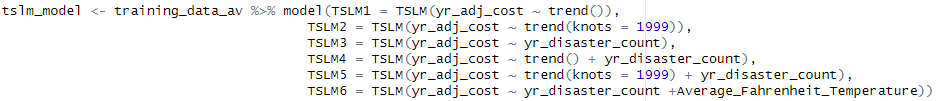 tslm_model <- training_data_av %>% model(TSLM1 = TSLM(yr_adj_cost ~ trend()),
TSLM2 = TSLM(yr_adj_cost ~ trend(knots = 1999)),
TSLM3 = TSLM(yr_adj_cost ~ yr_disaster_count),
TSLM4 = TSLM(yr_adj_cost ~ trend() + yr_disaster_count),
TSLM5 = TSLM(yr_adj_cost ~ trend(knots = 1999) + yr_disaster_count),
TSLM6 = TSLM(yr_adj_cost ~ yr_disaster_count +Average_Fahrenheit_Temperature))